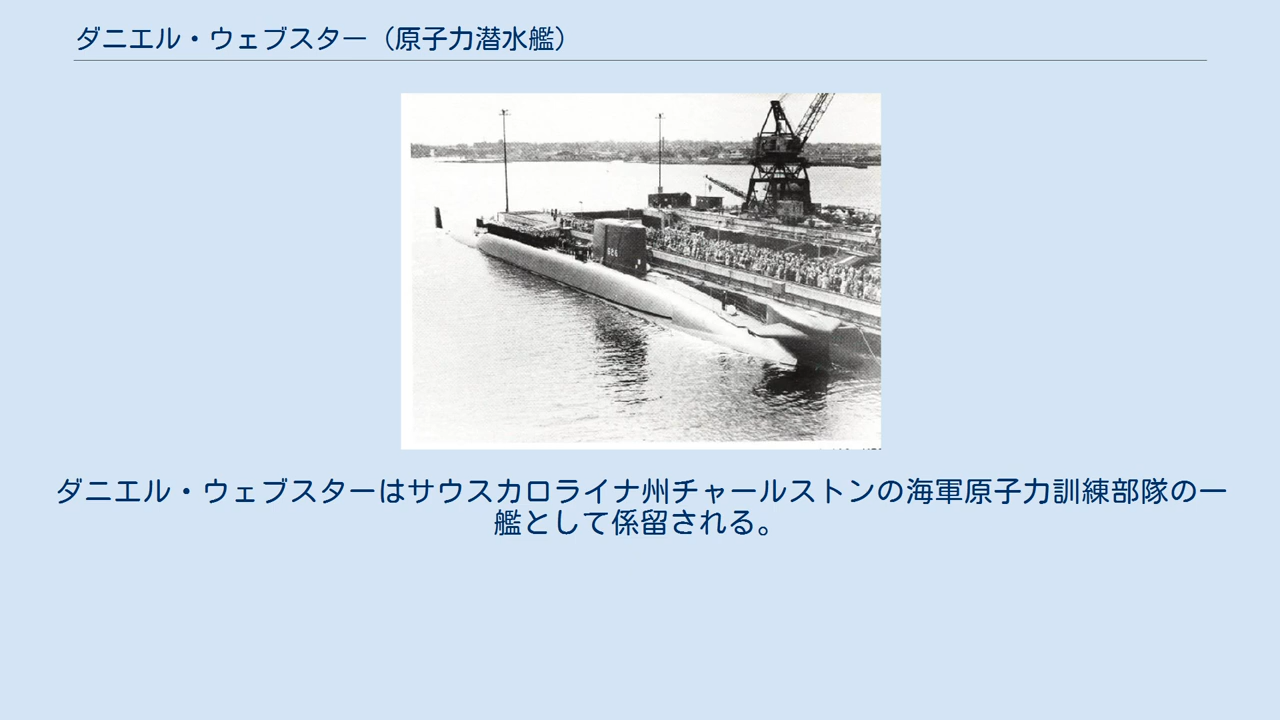 ダニエル・ウェブスター（原子力潜水艦）
626
ダニエル・ウェブスターはサウスカロライナ州チャールストンの海軍原子力訓練部隊の一
艦として係留される。